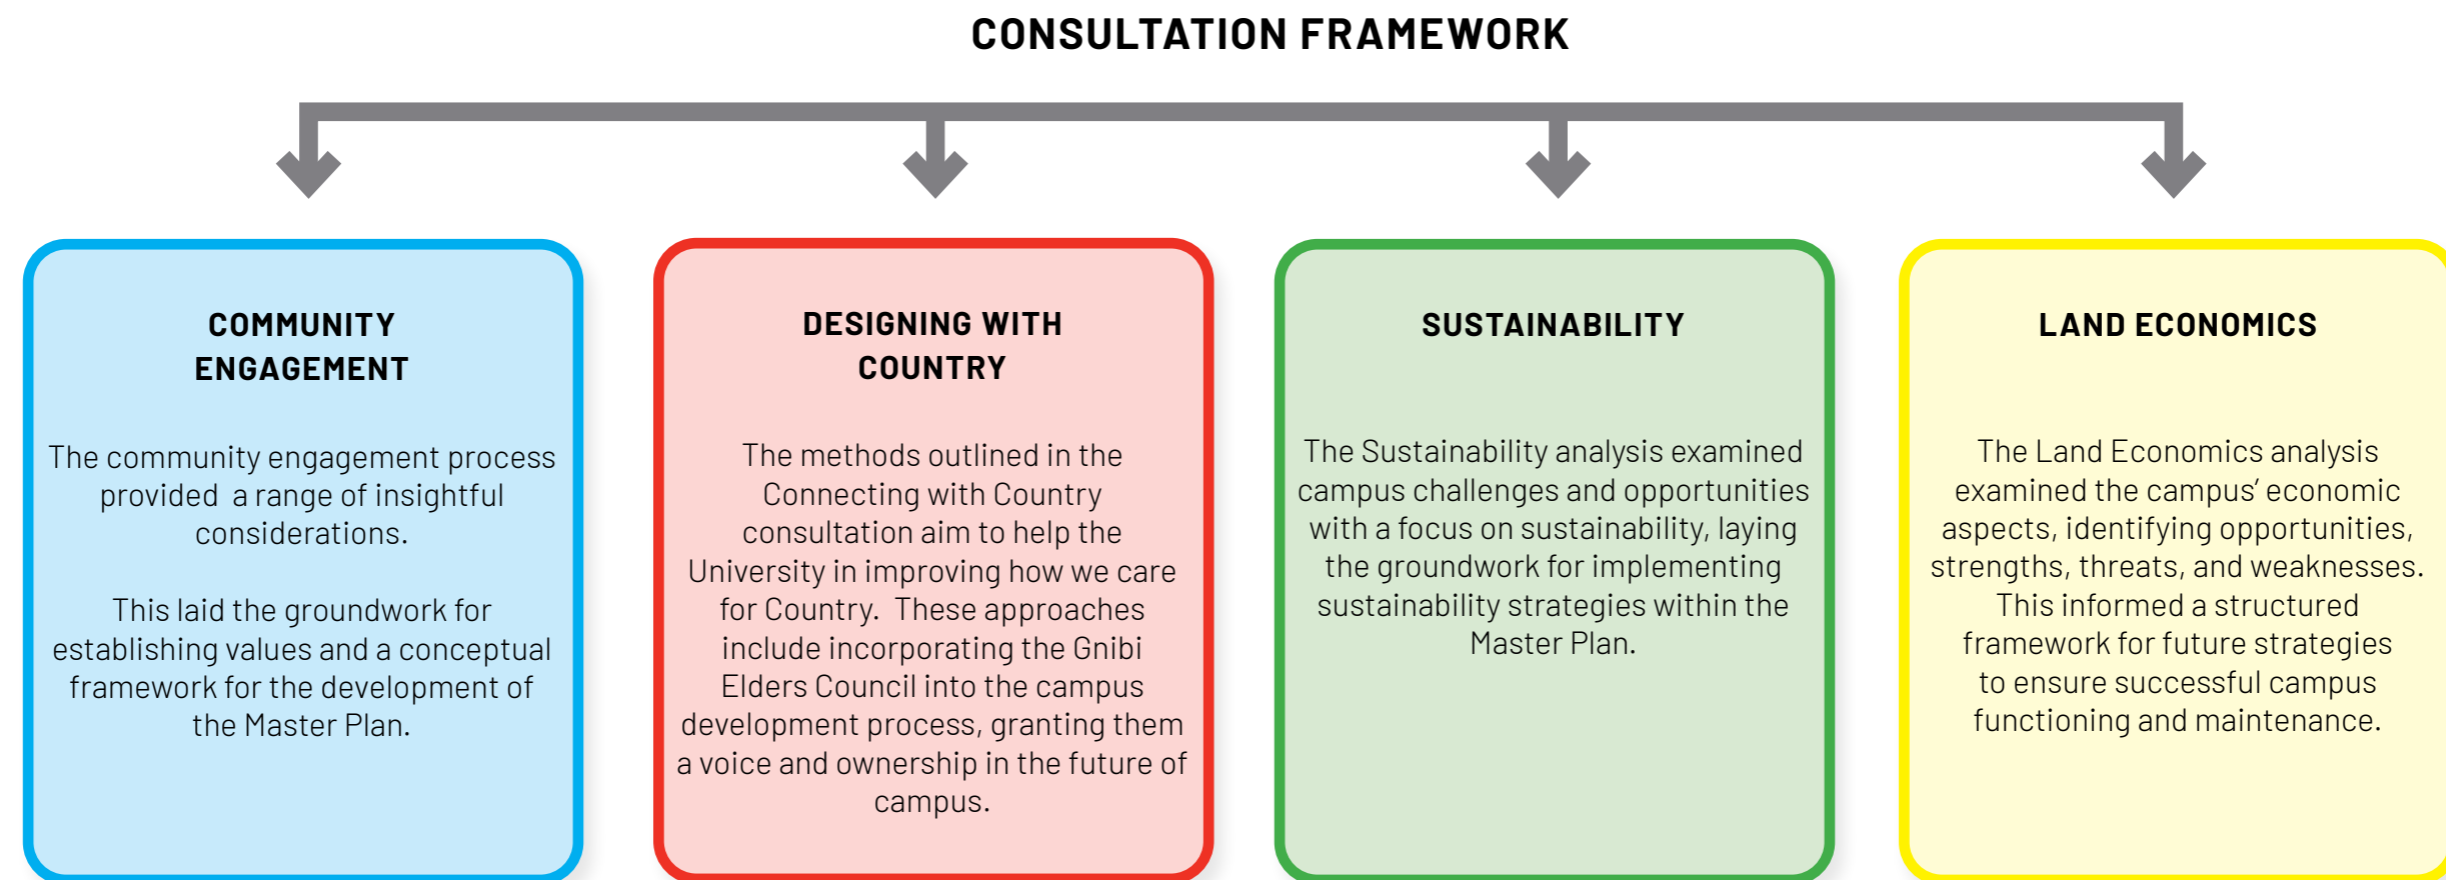 CONSULTATION FRAMEWORK
COMMUNITY
ENGAGEMENT
The community engagement process
provided  a range of insightful
considerations.
This laid the groundwork for
establishing values and a conceptual
framework for the development of
the Master Plan.
DESIGNING WITH
COUNTRY
The methods outlined in the
Connecting with Country
consultation aim to help the
University in improving how we care
for Country.  These approaches
include incorporating the Gnibi
Elders Council into the campus
development process, granting them
a voice and ownership in the future of
campus.
SUSTAINABILITY
The Sustainability analysis examined
campus challenges and opportunities
with a focus on sustainability, laying
the groundwork for implementing
sustainability strategies within the
Master Plan.
LAND ECONOMICS
The Land Economics analysis
examined the campus’ economic
aspects, identifying opportunities,
strengths, threats, and weaknesses.
This informed a structured
framework for future strategies
to ensure successful campus
functioning and maintenance.